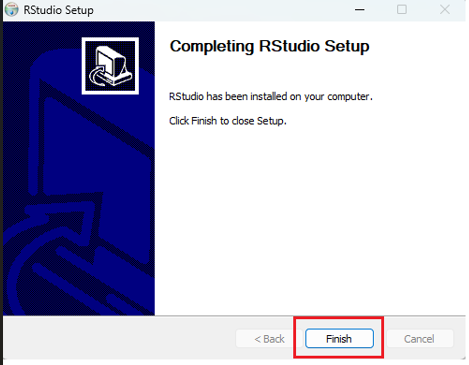 RStudio Setup
Completing RStudio Setup
RStudio has been installed on your computer.
Click Finish to close Setup.
< Back
Finish
Cancel